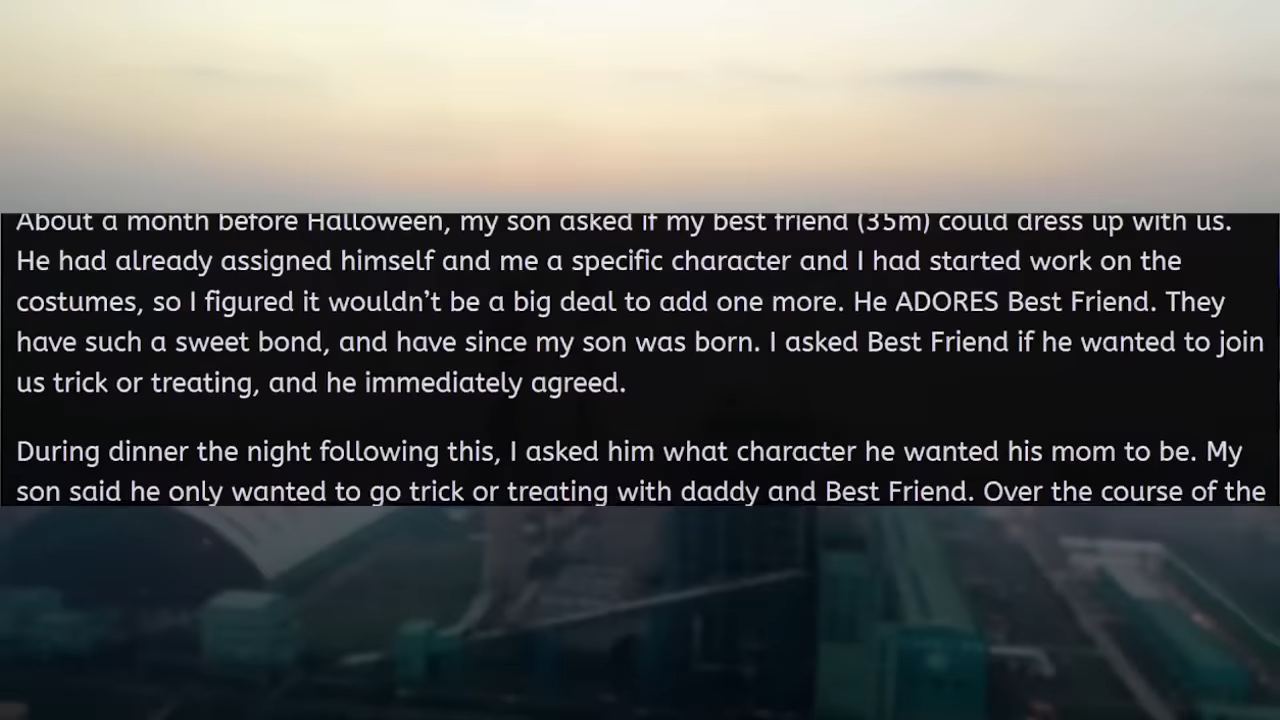 About a month before Halloween, my son asked if my best friend (35m) could dress up with us.
He had already assigned himself and me a specific character and I had started work on the
costumes, so I figured it wouldn’t be a big deal to add one more. He ADORES Best Friend. They
have such a sweet bond, and have since my son was born. I asked Best Friend if he wanted to join
us trick or treating, and he immediately agreed.
During dinner the night following this, I asked him what character he wanted his mom to be. My
son said he only wanted to go trick or treating with daddy and Best Friend. Over the course of the